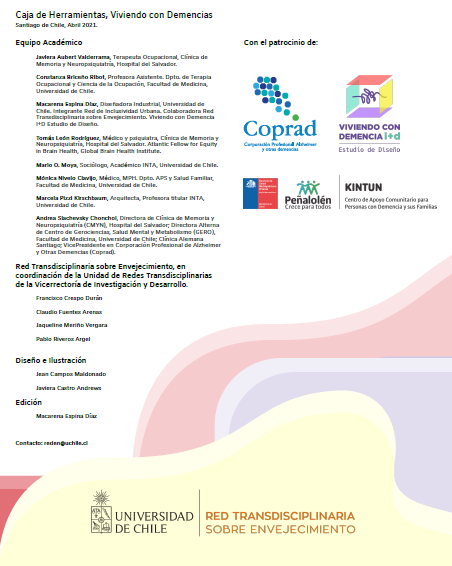 Caja de Herramientas, Viviendo con Demencias
Santiago de Chile, Abril 2021.
Equipo Académico
Javiera Aubert Valderrama, Terapeuta Ocupacional, Clínica de
Memoria y Neuropsiquiatría, Hospital del Salvador.
Constanza Briceño Ribot, Profesora Asistente. Dpto. de Terapia
Ocupacional y Ciencia de la Ocupación, Facultad de Medicina,
Universidad de Chile.
Macarena Espina Díaz, Diseñadora Industrial, Universidad de
Chile. Integrante Red de Inclusividad Urbana. Colaboradora Red
Transdisciplinaria sobre Envejecimiento. Viviendo con Demencia
I+D Estudio de Diseño.
Tomás León Rodríguez, Médico y psiquiatra, Clínica de Memoria y
Neuropsiquiatría, Hospital del Salvador. Atlantic Fellow for Equity
in Brain Health, Global Brain Health Institute.
Mario O. Moya, Sociólogo, Académico INTA, Universidad de Chile.
Mónica Nivelo Clavijo, Médico, MPH. Dpto. APS y Salud Familiar,
Facultad de Medicina, Universidad de Chile.
Marcela Pizzi Kirschbaum, Arquitecta, Profesora titular INTA,
Universidad de Chile.
Andrea Slachevsky Chonchol, Directora de Clínica de Memoria y
Neuropsiquiatría (CMYN), Hospital del Salvador; Directora Alterna
de Centro de Gerociencias, Salud Mental y Metabolismo (GERO),
Facultad de Medicina, Universidad de Chile; Clínica Alemana
Santiago; VicePresidenta en Corporación Profesional de Alzheimer
y otras Demencias (Coprad).
Red Transdisciplinaria sobre Envejecimiento, en
coordinación de la Unidad de Redes Transdisciplinarias
de la Vicerrectoría de Investigación y Desarrollo.
Francisco Crespo Durán
Claudio Fuentes Arenas
Jaqueline Meriño Vergara
Pablo Riveros Argel
Diseño e Ilustración
Jean Campos Maldonado
Javiera Castro Andrews
Edición
Macarena Espina Díaz
Contacto: redes@uchile.cl
Con el patrocinio de:
Coprad
Corporación Profesional Alzheimer
y otras demencias
VIVIENDO CON
DEMENCIA i+d
Estudio de Diseño
Peñalolén
Crece para todos
KINTUN
Centro de Apoyo Comunitario para
Personas con Demencia y sus Familias
UNIVERSIDAD
DE CHILE
RED TRANSDISCIPLINARIA
SOBRE ENVEJECIMIENTO